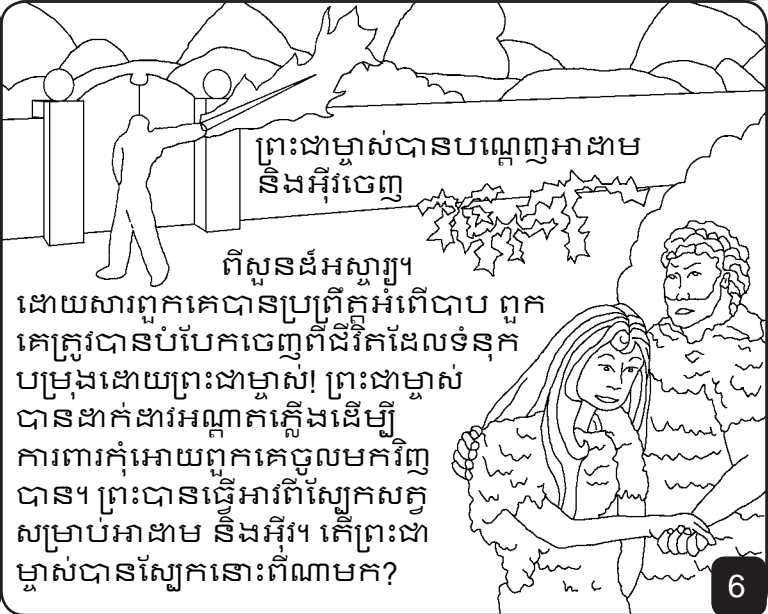 ព្រះជាម្ចាស់បានបណ្តេញអាដាម
និងអ៊ីវចេញ
ពីសួនដ៏អស្ចារ្យ។
ដោយសារពួកគេបានប្រព្រឹត្តអំពើបាប ពួក
គេត្រូវបានបំបែកចេញពីជីវិតដែលទំនុក
បម្រុងដោយព្រះជាម្ចាស់! ព្រះជាម្ចាស់
បានដាក់ដាវអណ្តាតភ្លើងដើម្បី
ការពារកុំអោយពួកគេចូលមកវិញ
បាន។ ព្រះបានធ្វើអាវពីស្បែកសត្វ
សម្រាប់អាដាម និងអ៊ីវ។ តើព្រះជា
ម្ចាស់បានស្បែកនោះពីណាមក?
6